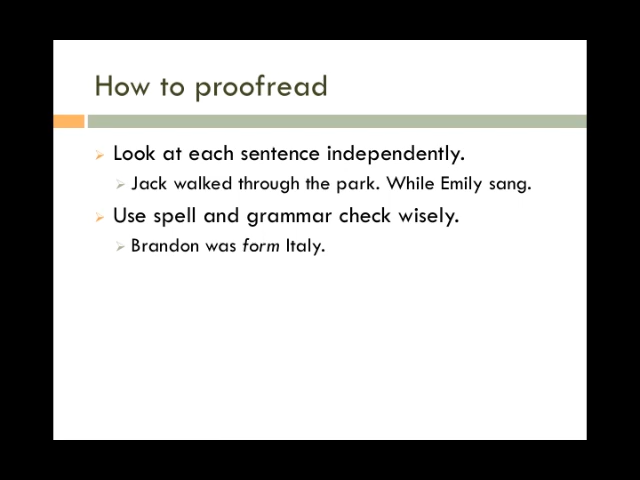 How to proofread
Look at each sentence independently.
Jack walked through the park. While Emily sang.
Use spell and grammar check wisely.
Brandon was form Italy.